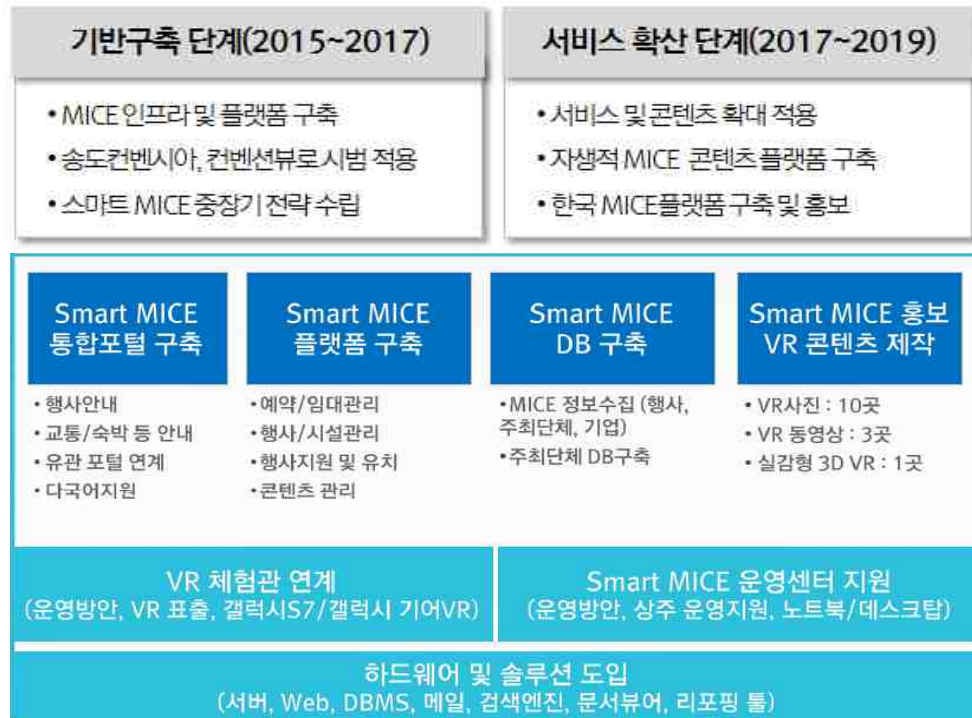 기반구축 단계(2015~2017)
• MICE 인프라 및 플랫폼 구축
• 송도컨벤시아, 컨벤션뷰로 시범 적용
• 스마트 MICE 중장기 전략 수립
서비스 확산 단계(2017~2019)
• 서비스 및 콘텐츠 확대 적용
• 자생적 MICE 콘텐츠 플랫폼 구축
• 한국 MICE플랫폼 구축 및 홍보
Smart MICE
통합포털 구축
• 행사안내
• 교통/숙박 등 안내
• 유관 포털 연계
• 다국어지원
Smart MICE
플랫폼 구축
• 예약/임대관리
• 행사/시설관리
• 행사지원 및 유치
• 콘텐츠 관리
Smart MICE
DB 구축
• MICE 정보수집 (행사,
주최단체, 기업)
• 주최단체 DB구축
Smart MICE 홍보
VR 콘텐츠 제작
• VR사진 : 10곳
• VR 동영상 : 3곳
• 실감형 3D VR : 1곳
VR 체험관 연계
(운영방안, VR 표출, 갤럭시S7/갤럭시 기어VR)
Smart MICE 운영센터 지원
(운영방안, 상주 운영지원, 노트북/데스크탑)
하드웨어 및 솔루션 도입
(서버, Web, DBMS, 메일, 검색엔진, 문서뷰어, 리포핑 툴)